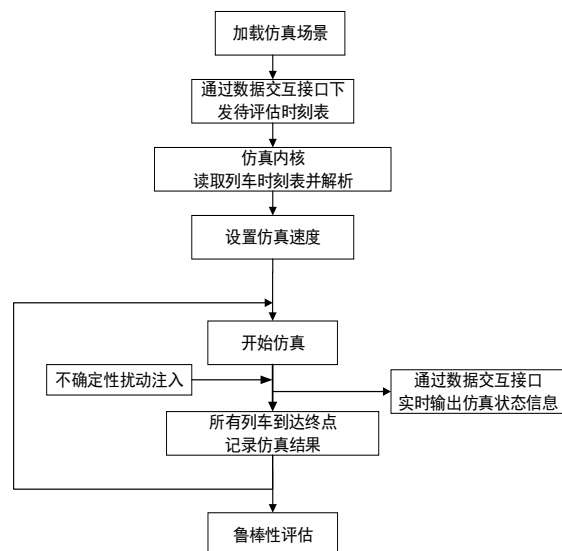 加载仿真场景
通过数据交互接口下
发待评估时刻表
仿真内核
读取列车时刻表并解析
设置仿真速度
开始仿真
不确定性扰动注入
通过数据交互接口
实时输出仿真状态信息
所有列车到达终点
记录仿真结果
鲁棒性评估